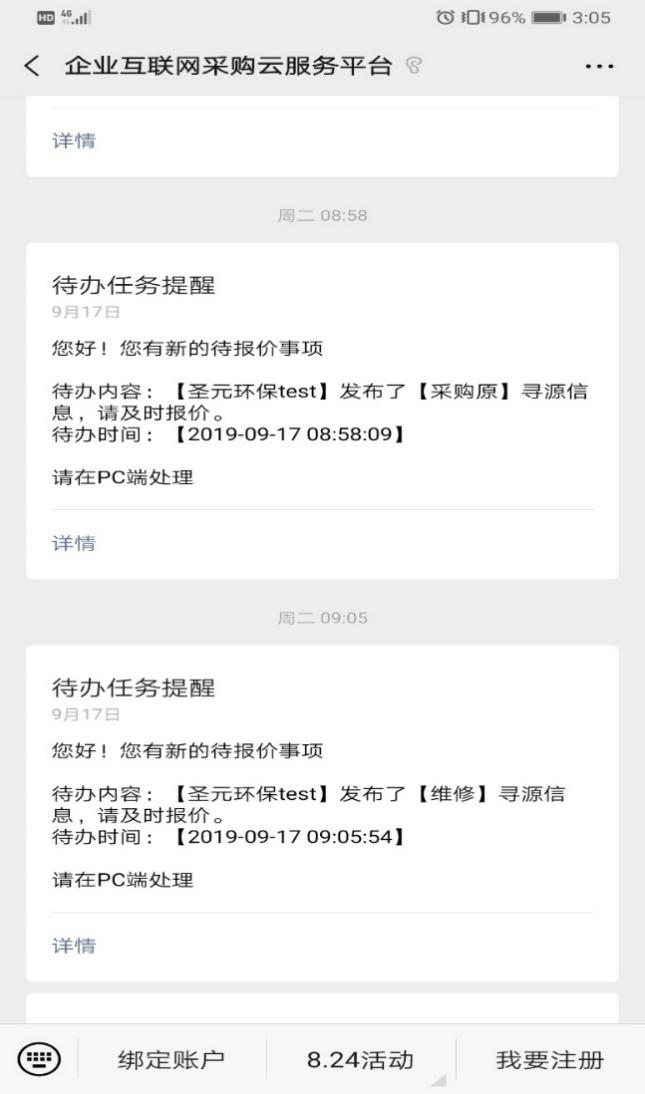 HD 4G 96% 3:05
企业互联网采购云服务平台
详情
周二 08:58
待办任务提醒
9月17日
您好！您有新的待报价事项
待办内容：【圣元环保test】发布了【采购原】寻源信
息，请及时报价。
待办时间：【2019-09-17 08:58:09】
请在PC端处理
详情
周二 09:05
待办任务提醒
9月17日
您好！您有新的待报价事项
待办内容：【圣元环保test】发布了【维修】寻源信
息，请及时报价。
待办时间：【2019-09-17 09:05:54】
请在PC端处理
详情
绑定账户 8.24活动 我要注册